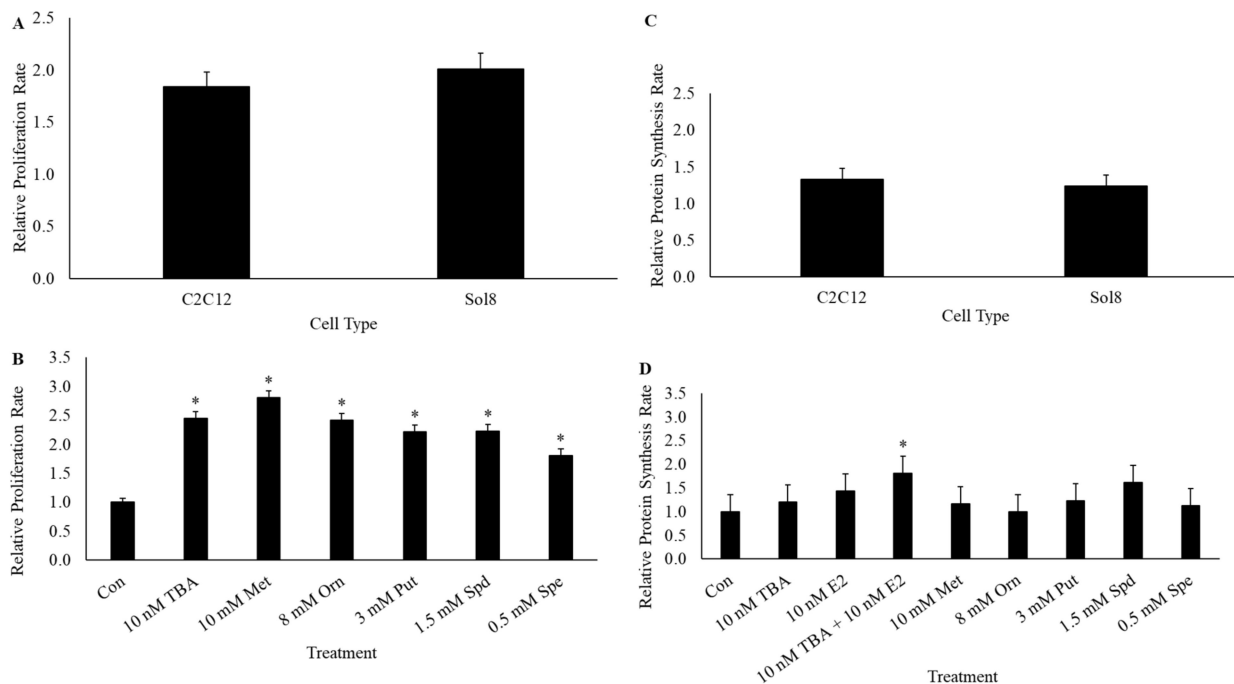 A
Relative Proliferation Rate
2.5
2.0
1.5
1.0
0.5
0.0
C2C12
Sol8
Cell Type
B
Relative Proliferation Rate
3.5
3.0
2.5
2.0
1.5
1.0
0.5
0.0
*
*
*
*
*
*
Con
10 nM TBA
10 mM Met
8 mM Orn
3 mM Put
1.5 mM Spd
0.5 mM Spe
Treatment
C
Relative Protein Synthesis Rate
2.5
2.0
1.5
1.0
0.5
0.0
C2C12
Sol8
Cell Type
D
Relative Protein Synthesis Rate
3.5
3.0
2.5
2.0
1.5
1.0
0.5
0.0
*
Con
10 nM TBA
10 nM E2
10 nM TBA + 10 nM E2
10 mM Met
8 mM Orn
3 mM Put
1.5 mM Spd
0.5 mM Spe
Treatment